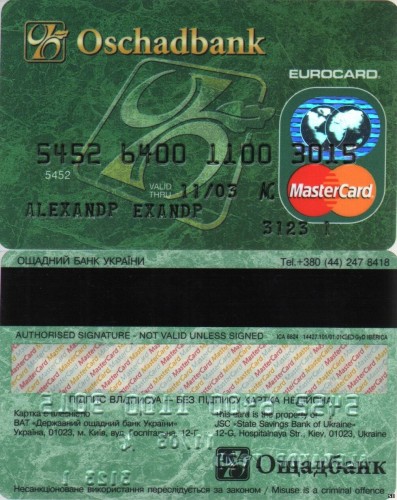 Oschadbank
EUROCARD
5452 6400 1100 3015
5452
VALID THRU 11/03 MC
MasterCard
ALEXANDP EXANDP
3123 1
ОЩАДНИЙ БАНК УКРАЇНИ Tel.+380 (44) 247 8418
AUTHORISED SIGNATURE - NOT VALID UNLESS SIGNED
MasterCard
ПІДПИС ВЛАСНИКА - БЕЗ ПІДПИСУ КАРТКА НЕДІЙСНА
Картка є власністю This card is the property of
ВАТ «Державний ощадний банк України» JSC «State Savings Bank of Ukraine»
Україна, 01023, м. Київ, вул. Госпітальна, 12-Г 12-G, Hospitalnaya Str., Kiev, 01023, Ukraine
Ощадбанк
Несанкціоноване використання переслідується за законом / Misuse is a criminal offence